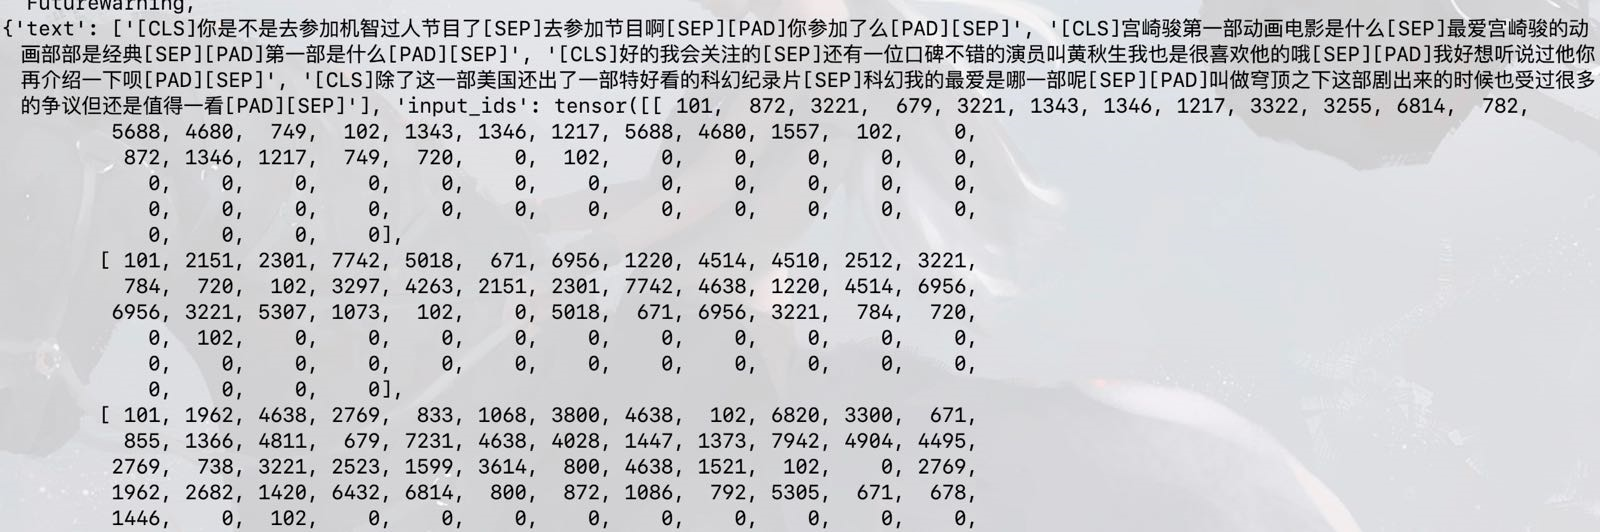 FutureWarning,
{'text': ['[CLS]你是不是去参加机智过人节目了[SEP]去参加节目啊[SEP][PAD]你参加了么[PAD][SEP]', '[CLS]宫崎骏第一部动画电影是什么[SEP]最爱宫崎骏的动
画部部是经典[SEP][PAD]第一部是什么[PAD][SEP]', '[CLS]好的我会关注的[SEP]还有一位口碑不错的演员叫黄秋生我也是很喜欢他的哦[SEP][PAD]我好想听说过他你
再介绍一下呗[PAD][SEP]', '[CLS]除了这一部美国还出了一部特好看的科幻纪录片[SEP]科幻我的最爱是哪一部呢[SEP][PAD]叫做穹顶之下这部剧出来的时候也受过很多
的争议但还是值得一看[PAD][SEP]'], 'input_ids': tensor([[ 101, 872, 3221, 679, 3221, 1343, 1346, 1217, 3322, 3255, 6814, 782,
5688, 4680, 749, 102, 1343, 1346, 1217, 5688, 4680, 1557, 102, 0,
872, 1346, 1217, 749, 720, 0, 102, 0, 0, 0, 0, 0,
0, 0, 0, 0, 0, 0, 0, 0, 0, 0, 0, 0,
0, 0, 0, 0, 0, 0, 0, 0, 0, 0, 0, 0,
0, 0, 0, 0],
[ 101, 2151, 2301, 7742, 5018, 671, 6956, 1220, 4514, 4510, 2512, 3221,
784, 720, 102, 3297, 4263, 2151, 2301, 7742, 4638, 1220, 4514, 6956,
6956, 3221, 5307, 1073, 102, 0, 5018, 671, 6956, 3221, 784, 720,
0, 102, 0, 0, 0, 0, 0, 0, 0, 0, 0, 0,
0, 0, 0, 0, 0, 0, 0, 0, 0, 0, 0, 0,
0, 0, 0, 0],
[ 101, 1962, 4638, 2769, 833, 1068, 3800, 4638, 102, 6820, 3300, 671,
855, 1366, 4811, 679, 7231, 4638, 4028, 1447, 1373, 7942, 4904, 4495,
2769, 738, 3221, 2523, 1599, 3614, 800, 4638, 1521, 102, 0, 2769,
1962, 2682, 1420, 6432, 6814, 800, 872, 1086, 792, 5305, 671, 678,
1446, 0, 102, 0, 0, 0, 0, 0, 0, 0, 0, 0,